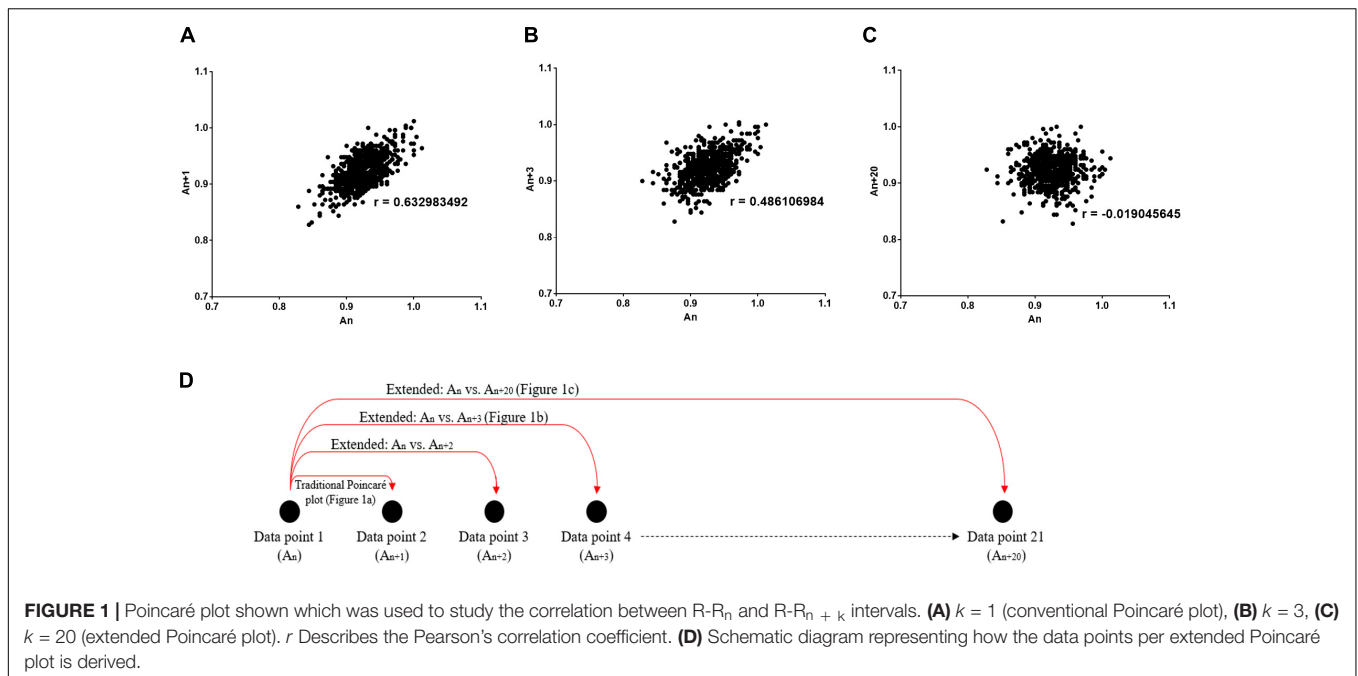 A
1.1
1.0
0.9
0.8
0.7
An+1
r = 0.632983492
0.7 0.8 0.9 1.0 1.1
An
B
1.1
1.0
0.9
0.8
0.7
An+3
r = 0.486106984
0.7 0.8 0.9 1.0 1.1
An
C
1.1
1.0
0.9
0.8
0.7
An+20
r = -0.019045645
0.7 0.8 0.9 1.0 1.1
An
D
Extended: An vs. An+20 (Figure 1c)
Extended: An vs. An+3 (Figure 1b)
Extended: An vs. An+2
Traditional Poincaré
plot (Figure 1a)
Data point 1 Data point 2 Data point 3 Data point 4 Data point 21
(An) (An+1) (An+2) (An+3) (An+20)
FIGURE 1 | Poincaré plot shown which was used to study the correlation between R-Rn and R-Rn + k intervals. (A) k = 1 (conventional Poincaré plot), (B) k = 3, (C)
k = 20 (extended Poincaré plot). r Describes the Pearson's correlation coefficient. (D) Schematic diagram representing how the data points per extended Poincaré
plot is derived.